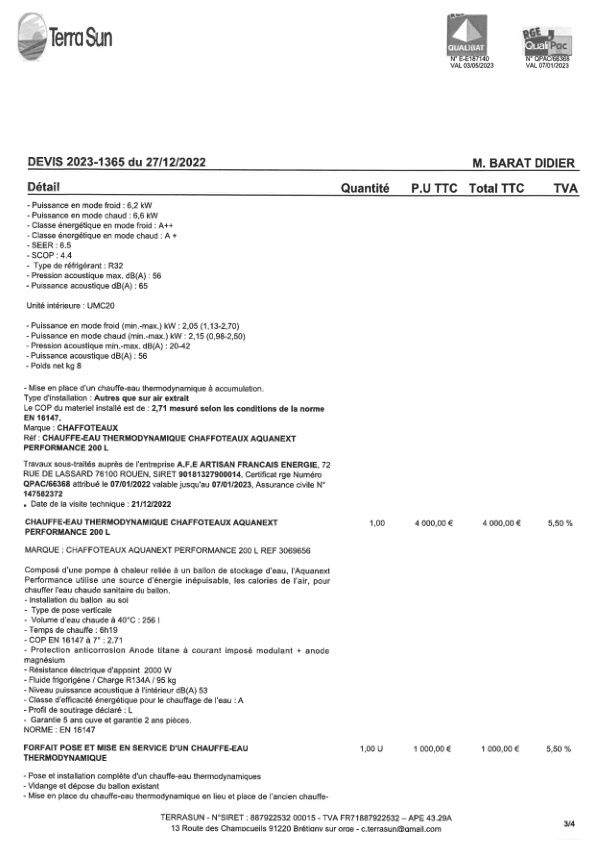 Terra Sun
RGE
QUALIBAT
N° E-E187140
VAL 03/05/2023
RGE
QualiPac
N° QPAC/66368
VAL 07/01/2023
DEVIS 2023-1365 du 27/12/2022
M. BARAT DIDIER
Détail Quantité P.U TTC Total TTC TVA
- Puissance en mode froid : 6,2 kW
- Puissance en mode chaud : 6,6 kW
- Classe énergétique en mode froid : A++
- Classe énergétique en mode chaud : A +
- SEER : 6.5
- SCOP : 4.4
- Type de réfrigérant : R32
- Pression acoustique max. dB(A) : 56
- Puissance acoustique dB(A) : 65
Unité intérieure : UMC20
- Puissance en mode froid (min.-max.) kW : 2,05 (1,13-2,70)
- Puissance en mode chaud (min.-max.) kW : 2,15 (0,98-2,50)
- Pression acoustique min.-max. dB(A) : 20-42
- Puissance acoustique dB(A) : 56
- Poids net kg 8
- Mise en place d'un chauffe-eau thermodynamique à accumulation.
Type d'installation : Autres que sur air extrait
Le COP du materiel installé est de : 2,71 mesuré selon les conditions de la norme
EN 16147.
Marque : CHAFFOTEAUX
Réf : CHAUFFE-EAU THERMODYNAMIQUE CHAFFOTEAUX AQUANEXT
PERFORMANCE 200 L
Travaux sous-traités auprès de l'entreprise A.F.E ARTISAN FRANCAIS ENERGIE, 72
RUE DE LASSARD 76100 ROUEN, SIRET 90181327900014, Certificat rge Numéro
QPAC/66368 attribué le 07/01/2022 valable jusqu'au 07/01/2023, Assurance civile N°
147582372
• Date de la visite technique : 21/12/2022
CHAUFFE-EAU THERMODYNAMIQUE CHAFFOTEAUX AQUANEXT 1,00 4 000,00 € 4 000,00 € 5,50 %
PERFORMANCE 200 L
MARQUE : CHAFFOTEAUX AQUANEXT PERFORMANCE 200 L REF 3069656
Composé d'une pompe à chaleur reliée à un ballon de stockage d'eau, l'Aquanext
Performance utilise une source d'énergie inépuisable, les calories de l'air, pour
chauffer l'eau chaude sanitaire du ballon.
- Installation du ballon au sol
- Type de pose verticale
- Volume d'eau chaude à 40°C : 256 l
- Temps de chauffe : 6h19
- COP EN 16147 à 7° : 2,71
- Protection anticorrosion Anode titane à courant imposé modulant + anode
magnésium
- Résistance électrique d'appoint 2000 W
- Fluide frigorigène / Charge R134A / 95 kg
- Niveau puissance acoustique à l'intérieur dB(A) 53
- Classe d'efficacité énergétique pour le chauffage de l'eau : A
- Profil de soutirage déclaré : L
- Garantie 5 ans cuve et garantie 2 ans pièces.
NORME : EN 16147
FORFAIT POSE ET MISE EN SERVICE D'UN CHAUFFE-EAU 1,00 U 1 000,00 € 1 000,00 € 5,50 %
THERMODYNAMIQUE
- Pose et installation complète d'un chauffe-eau thermodynamiques
- Vidange et dépose du ballon existant
- Mise en place du chauffe-eau thermodynamique en lieu et place de l'ancien chauffe-
TERRASUN - N°SIRET : 887922532 00015 - TVA FR71887922532 – APE 43.29A
13 Route des Champcueils 91220 Brétigny sur orge - c.terrasun@gmail.com
3/4